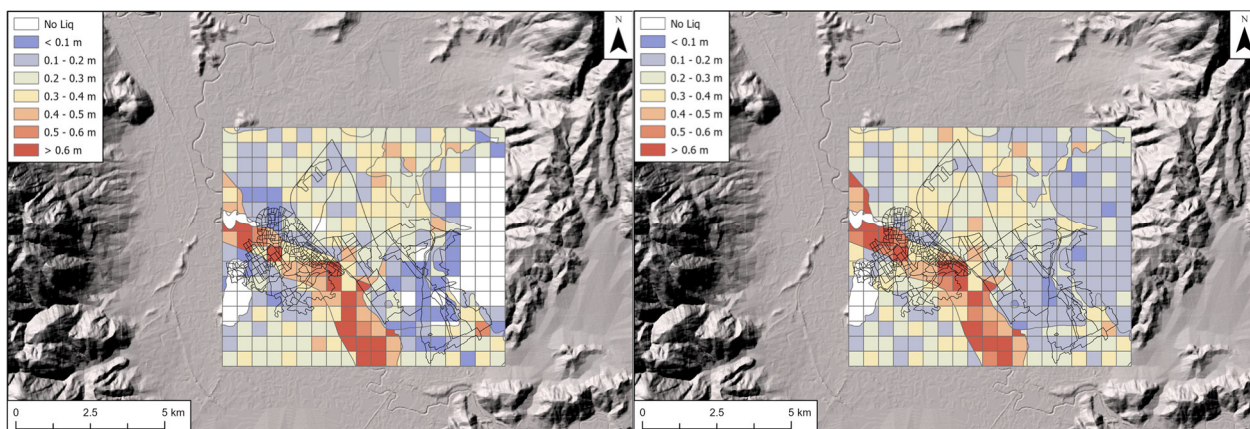 No Liq
< 0.1 m
0.1 - 0.2 m
0.2 - 0.3 m
0.3 - 0.4 m
0.4 - 0.5 m
0.5 - 0.6 m
> 0.6 m
N
0 2.5 5 km
No Liq
< 0.1 m
0.1 - 0.2 m
0.2 - 0.3 m
0.3 - 0.4 m
0.4 - 0.5 m
0.5 - 0.6 m
> 0.6 m
N
0 2.5 5 km